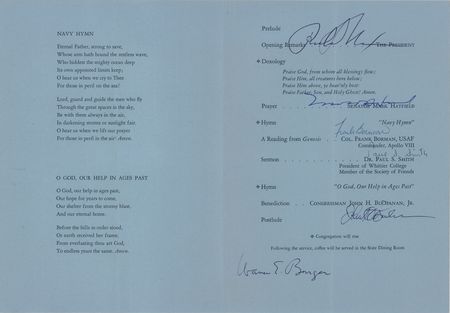 NAVY HYMN
Eternal Father, strong to save,
Whose arm hath bound the restless wave,
Who bidden the mighty ocean deep
Its own appointed limits keep;
O hear us when we cry to Thee
For those in peril on the sea!
Lord, guard and guide the men who fly
Through the great spaces in the sky,
Be with them always in the air,
In darkening storms or sunlight fair.
O hear us when we lift our prayer
For those in peril in the air! Amen.
O GOD, OUR HELP IN AGES PAST
O God, our help in ages past,
Our hope for years to come,
Our shelter from the stormy blast,
And our eternal home.
Before the hills in order stood,
Or earth received her frame,
From everlasting thou art God,
To endless years the same. Amen.
Prelude
Opening Remarks THE PRESIDENT
Doxology
Praise God, from whom all blessings flow;
Praise Him, all creatures here below;
Praise Him above, ye heav'nly host
Praise Father, Son, and Holy Ghost! Amen.
Prayer HATFIELD
Hymn "Navy Hymn"
Frank Borman
A Reading from Genesis . . . COL. FRANK BORMAN, USAF
Commander, Apollo VIII
Paul S. Smith
Sermon . . . . . . . . . DR. PAUL S. SMITH
President of Whittier College
Member of the Society of Friends
Hymn "O God, Our Help in Ages Past"
Benediction . . CONGRESSMAN JOHN H. BUCHANAN, JR.
Postlude
Congregation will rise
Following the service, coffee will be served in the State Dining Room
Warren E. Burger